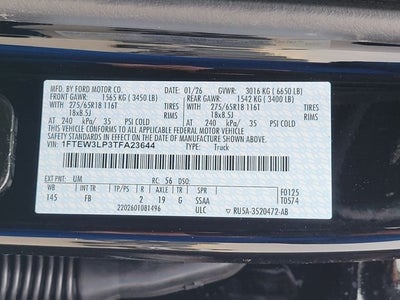 MFD. BY FORD MOTOR CO. 01/26 GVWR: 3016 KG ( 6650 LB)
FRONT GAWR: 1565 KG ( 3450 LB) REAR GAWR: 1542 KG ( 3400 LB)
275/65R18 116T TIRES 275/65R18 116T TIRES
18x8.5J RIMS 18x8.5J RIMS
AT 240 kPa/ 35 PSI COLD AT 240 kPa/ 35 PSI COLD
THIS VEHICLE CONFORMS TO ALL APPLICABLE FEDERAL MOTOR VEHICLE
SAFETY STANDARDS IN EFFECT ON THE DATE OF MANUFACTURE SHOWN ABOVE.
VIN: 1FTEW3LP3TFA23644 TYPE: Truck
EXT PNT: UM RC: 56 DSO:
WB INT TR TP/PS R AXLE TR SPR F0125
145 FB 2 19 G SSAA T0574
2202601081496 ULC RU5A-3520472-AB